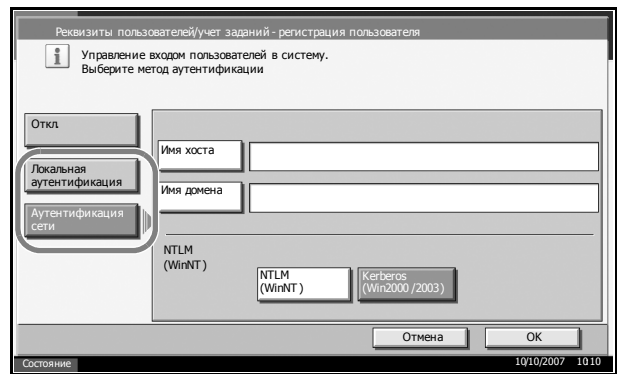 Реквизиты пользователей/учет заданий - регистрация пользователя
Управление входом пользователей в систему.
Выберите метод аутентификации
Откл.
Локальная
аутентификация
Аутентификация
сети
Имя хоста
Имя домена
NTLM
(WinNT)
NTLM
(WinNT)
Kerberos
(Win2000/2003)
Отмена
OK
Состояние
10/10/2007 10:10